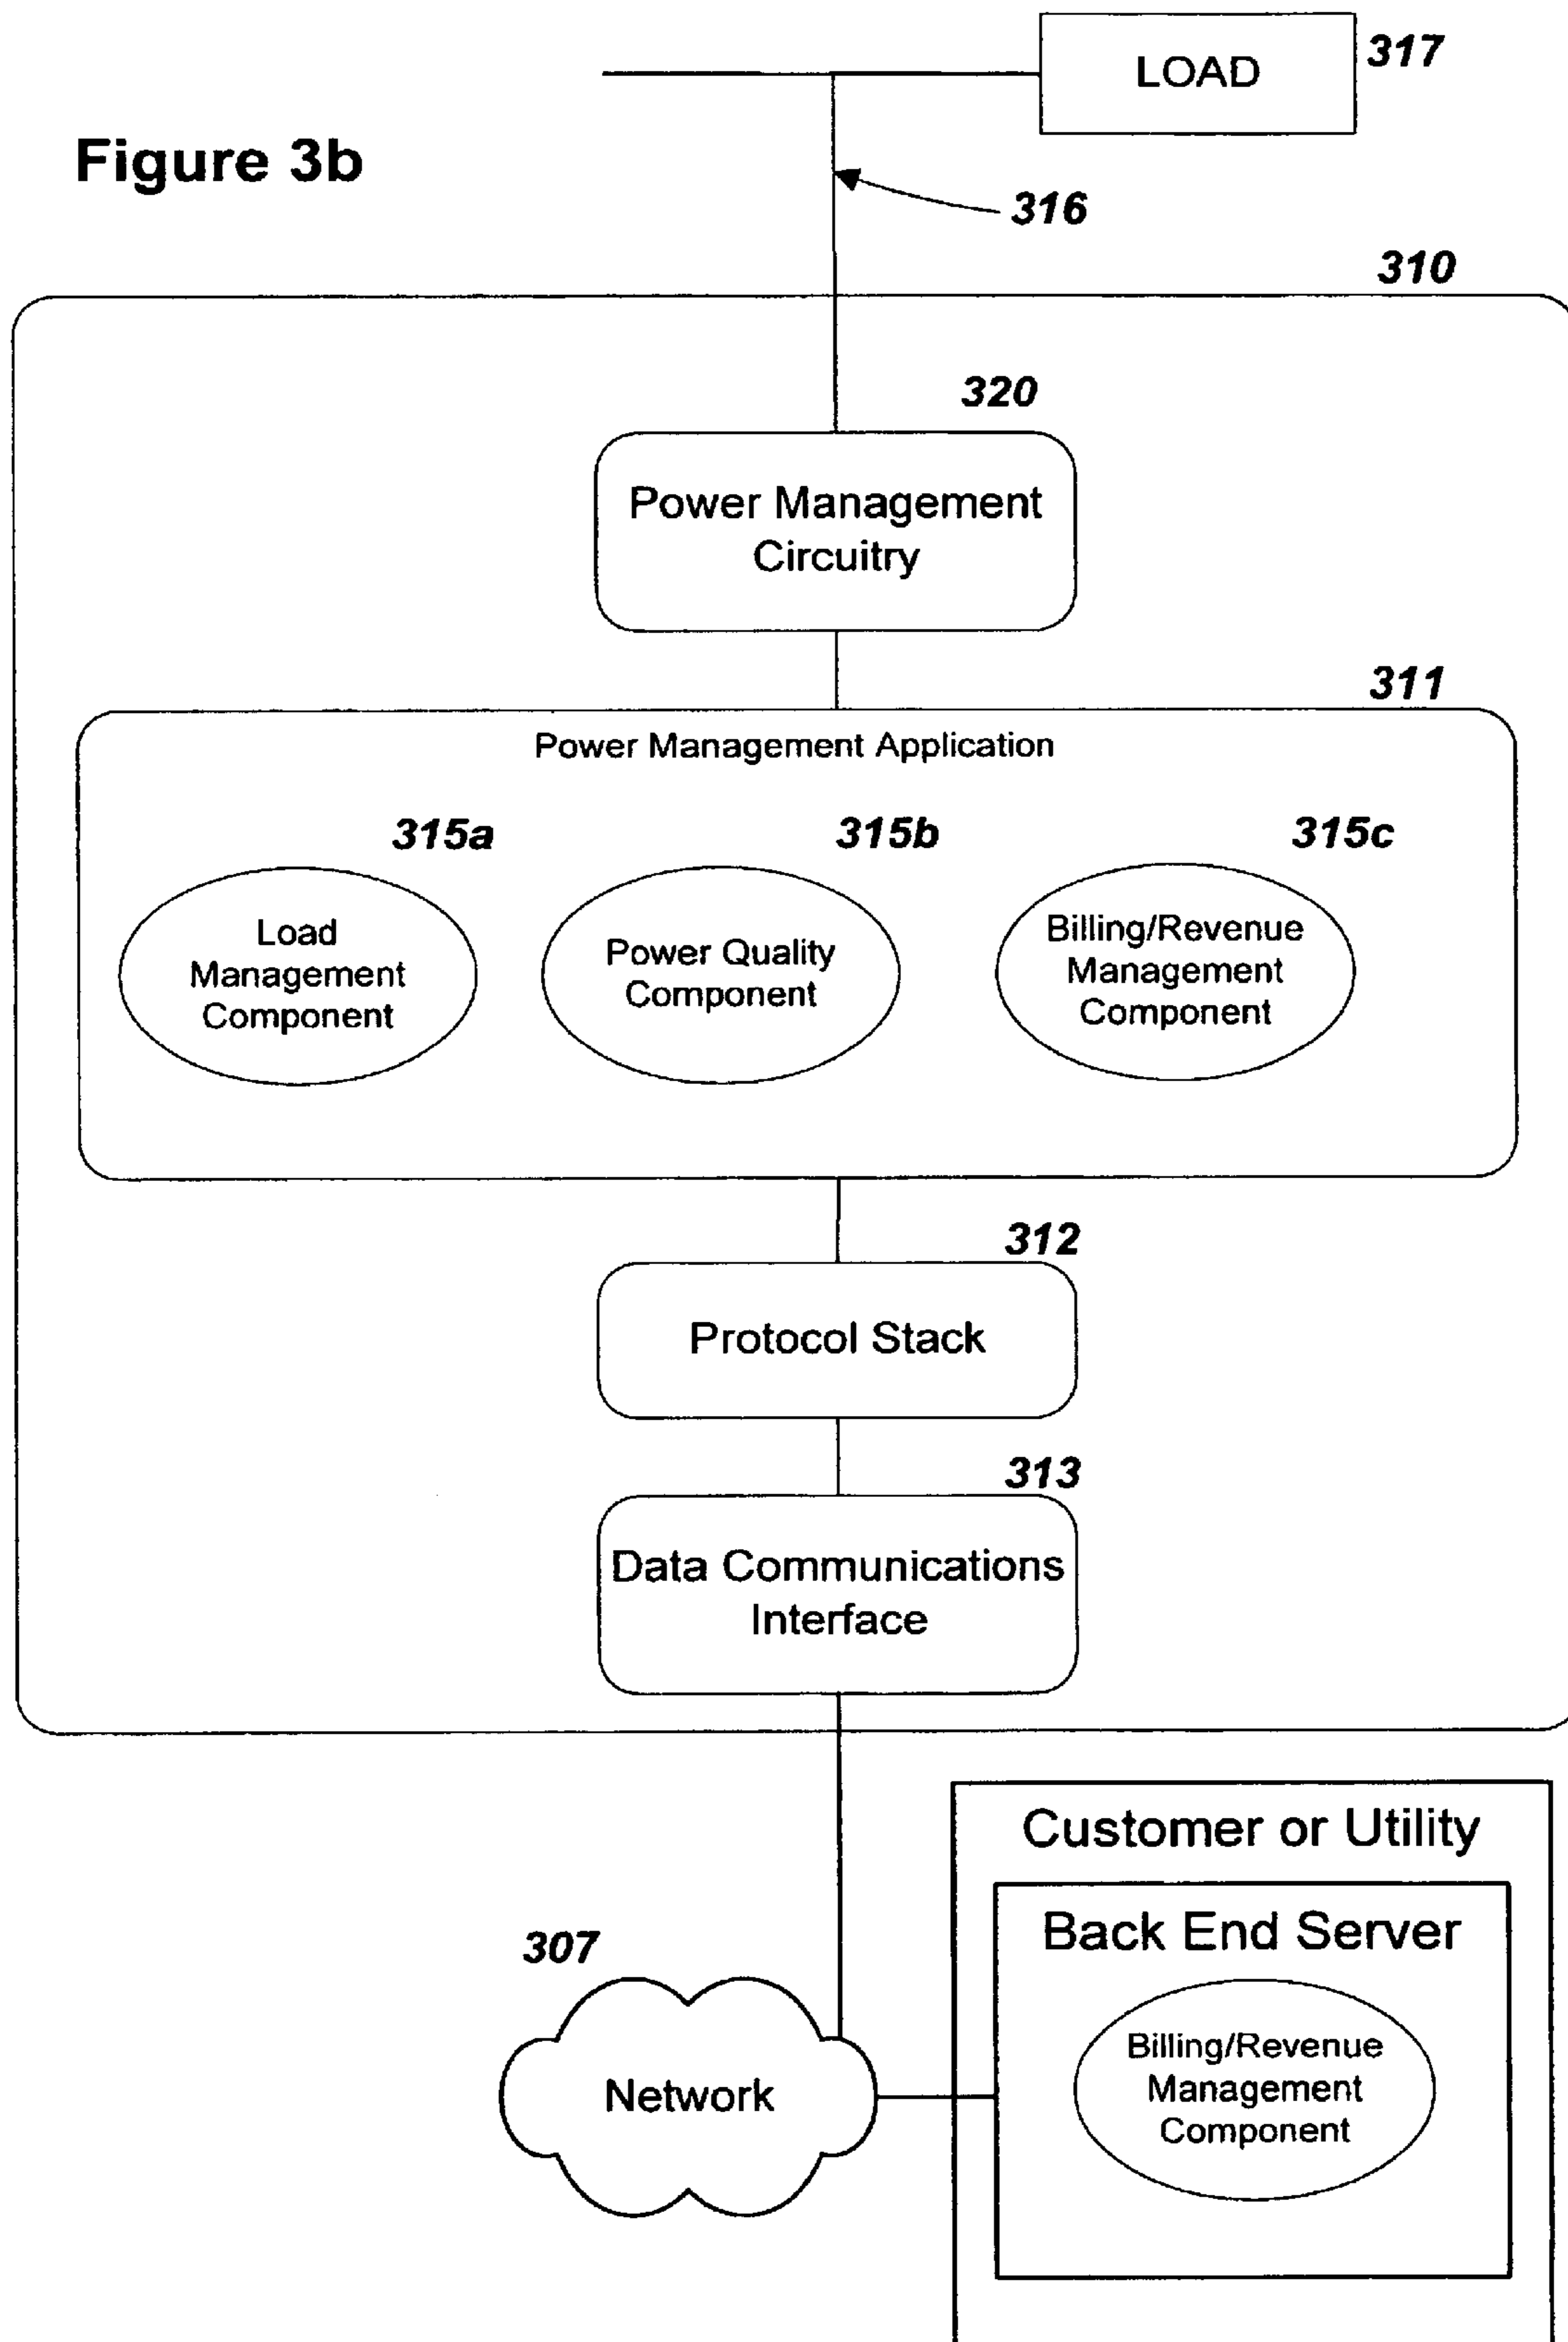 LOAD
317
Figure 3b
316
310
320
Power Management
Circuitry
311
Power Management Application
315a
315b
315c
Load
Management
Component
Power Quality
Component
Billing/Revenue
Management
Component
312
Protocol Stack
313
Data Communications
Interface
Customer or Utility
Back End Server
307
Network
Billing/Revenue
Management
Component